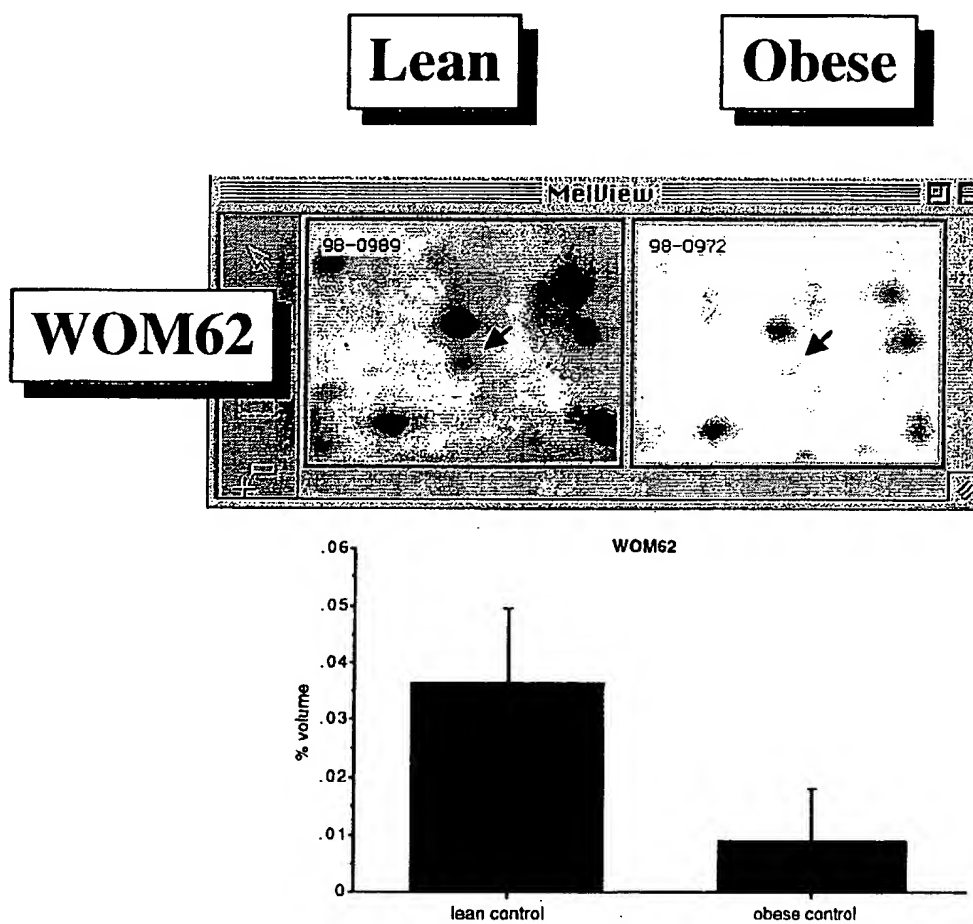 Lean
Obese
MelView
98-0989
98-0972
WOM62
WOM62
.06
.05
.04
.03
.02
.01
0
% volume
lean control
obese control